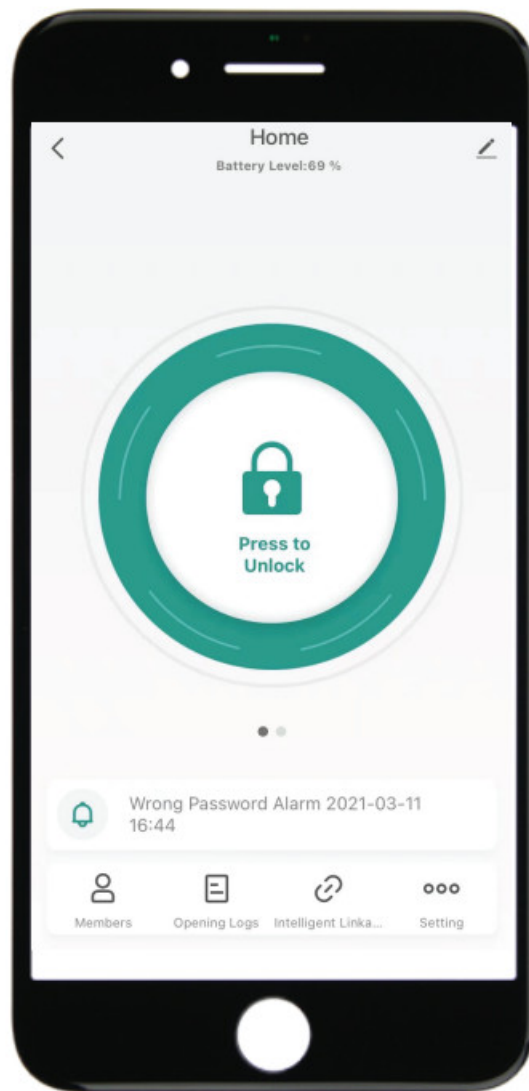 Home
Battery Level:69 %
Press to
Unlock
Wrong Password Alarm 2021-03-11
16:44
Members
Opening Logs
Intelligent Linka...
Setting